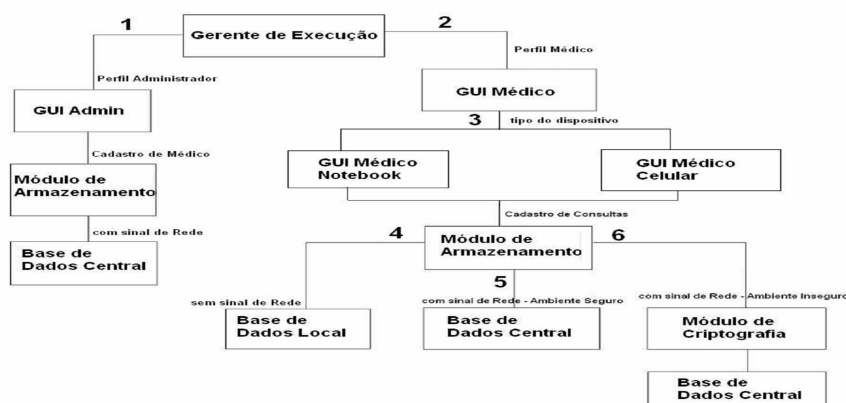 1
Gerente de Execução
2
Perfil Médico
Perfil Administrador
GUI Admin
GUI Médico
3
tipo do dispositivo
Cadastro de Médico
Módulo de
Armazenamento
GUI Médico
Notebook
GUI Médico
Celular
Cadastro de Consultas
com sinal de Rede
4
Módulo de
Armazenamento
6
Base de
Dados Central
5
sem sinal de Rede
com sinal de Rede - Ambiente Seguro
com sinal de Rede - Ambiente Inseguro
Base de
Dados Local
Base de
Dados Central
Módulo de
Criptografia
Base de
Dados Central